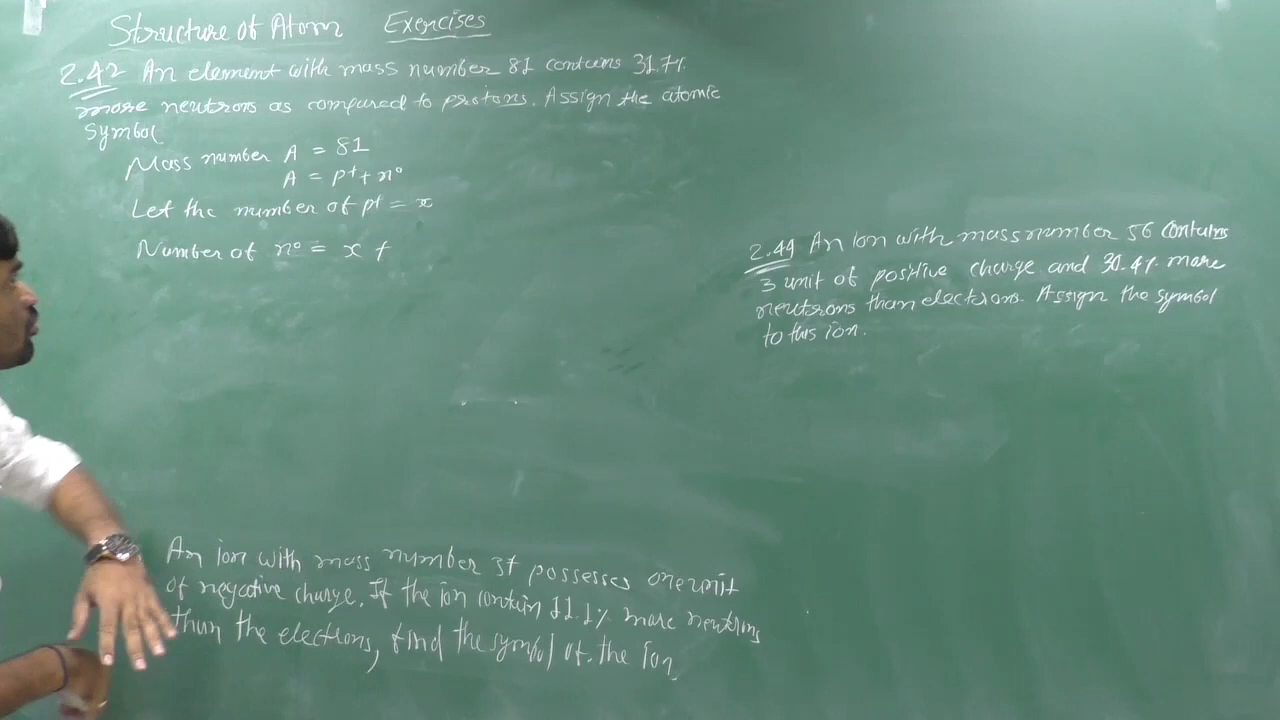 Structure of Atom Exercises
2.42 An element with mass number 81 contains 31.7%
more neutrons as compared to protons. Assign the atomic
symbol
Mass number A = 81
A = p⁺ + n⁰
Let the number of p⁺ = x
Number of n⁰ = x +
2.44 An ion with mass number 56 contains
3 unit of positive charge and 30.4% more
neutrons than electrons. Assign the symbol
to this ion.
An ion with mass number 37 possesses one unit
of negative charge. If the ion contain 11.1% more neutrons
than the electrons, find the symbol of the ion.